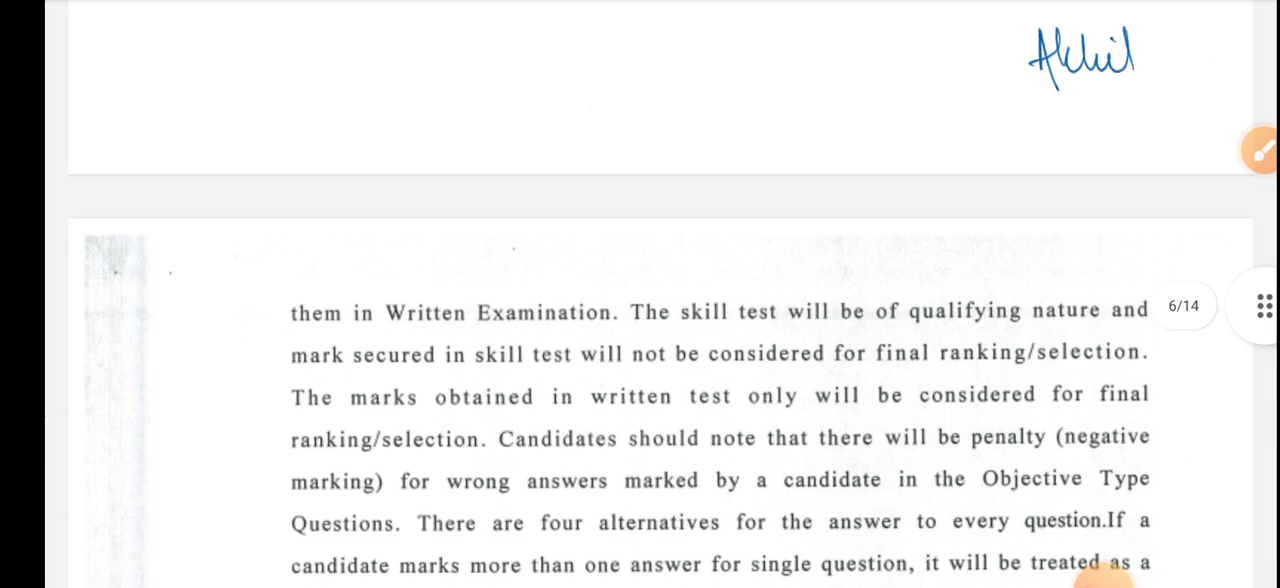 Akhil
them in Written Examination. The skill test will be of qualifying nature and
6/14
mark secured in skill test will not be considered for final ranking/selection.
The marks obtained in written test only will be considered for final
ranking/selection. Candidates should note that there will be penalty (negative
marking) for wrong answers marked by a candidate in the Objective Type
Questions. There are four alternatives for the answer to every question.If a
candidate marks more than one answer for single question, it will be treated as a